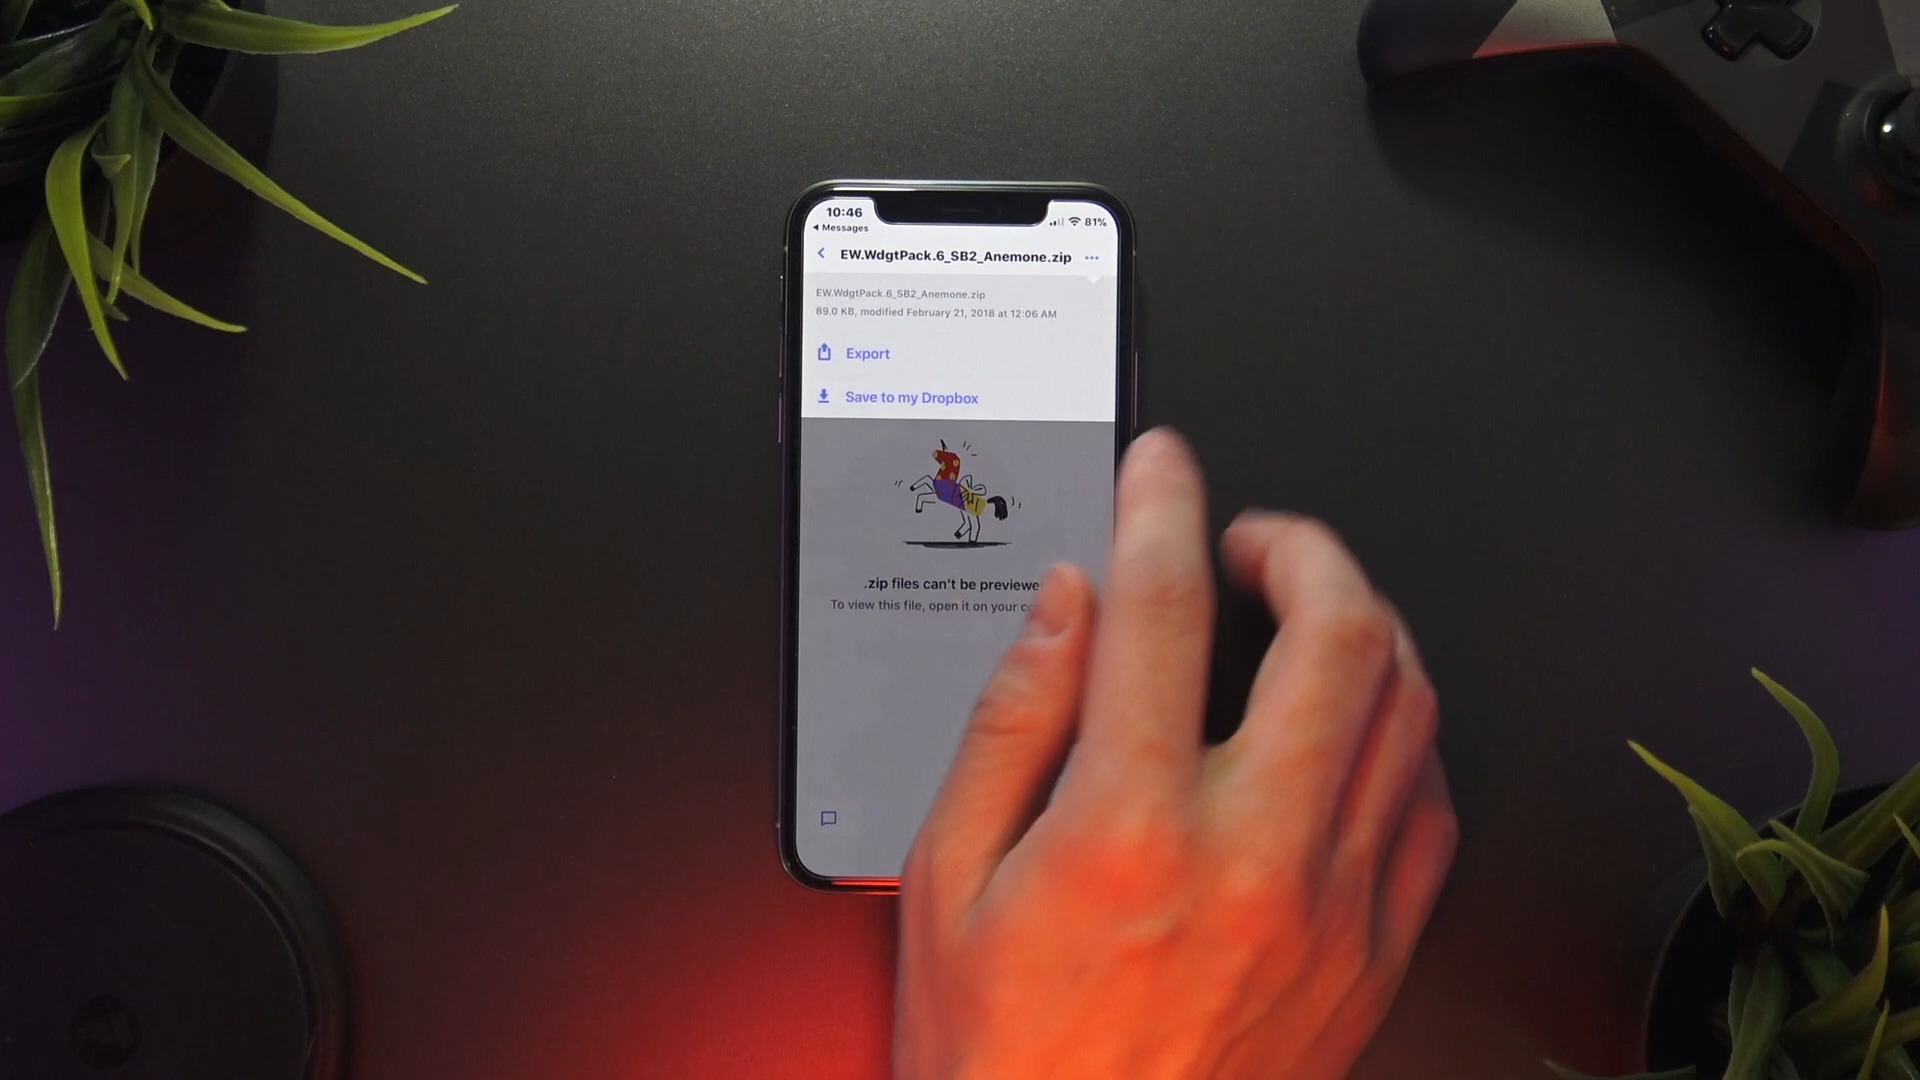 10:46
81%
Messages
EW.WdgtPack.6_SB2_Anemone.zip
EW.WdgtPack.6_SB2_Anemone.zip
89.0 KB, modified February 21, 2018 at 12:06 AM
Export
Save to my Dropbox
.zip files can't be previewe
To view this file, open it on your